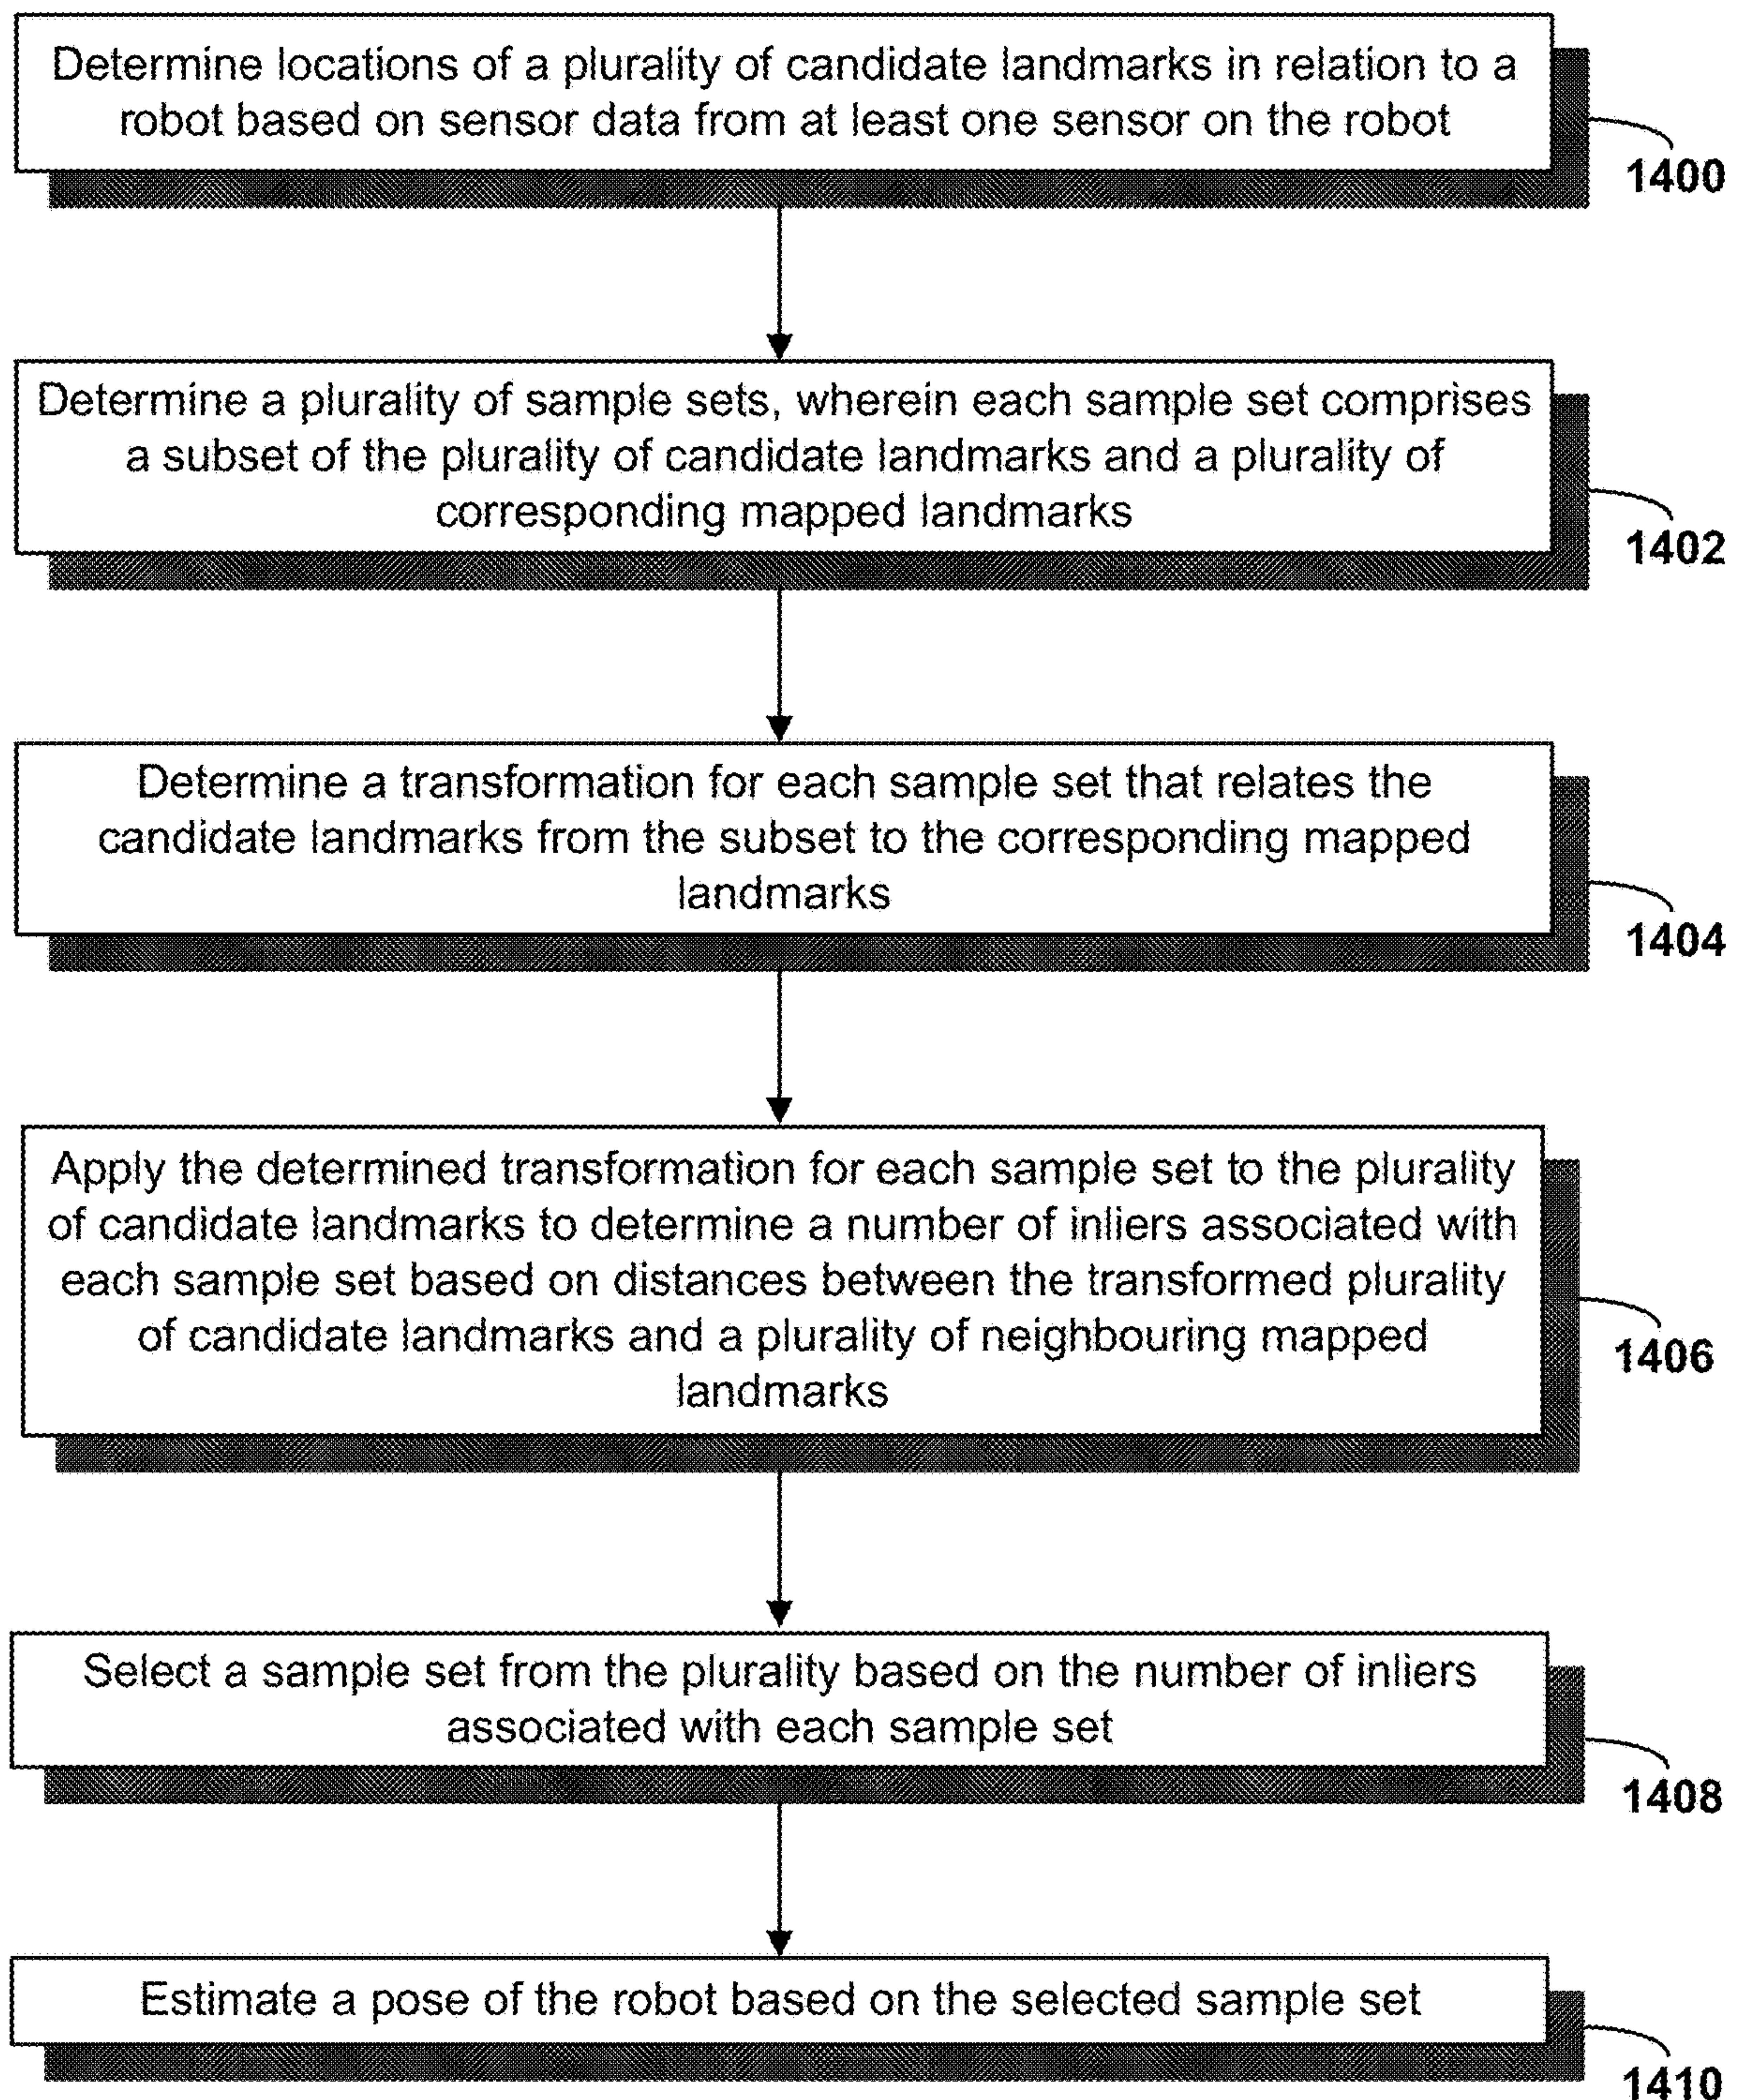 Determine locations of a plurality of candidate landmarks in relation to a
robot based on sensor data from at least one sensor on the robot
1400
Determine a plurality of sample sets, wherein each sample set comprises
a subset of the plurality of candidate landmarks and a plurality of
corresponding mapped landmarks
1402
Determine a transformation for each sample set that relates the
candidate landmarks from the subset to the corresponding mapped
landmarks
1404
Apply the determined transformation for each sample set to the plurality
of candidate landmarks to determine a number of inliers associated with
each sample set based on distances between the transformed plurality
of candidate landmarks and a plurality of neighbouring mapped
landmarks
1406
Select a sample set from the plurality based on the number of inliers
associated with each sample set
1408
Estimate a pose of the robot based on the selected sample set
1410